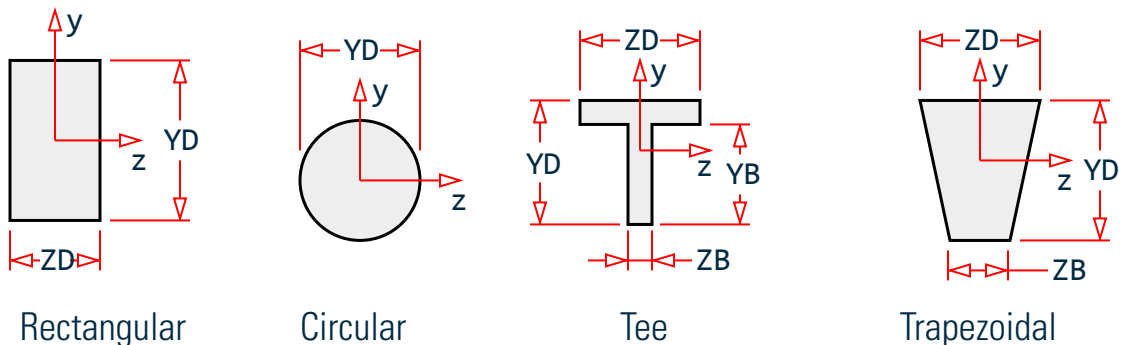 y
z
YD
ZD
Rectangular
YD
y
z
Circular
ZD
y
YD
z
YB
ZB
Tee
ZD
y
z
YD
ZB
Trapezoidal